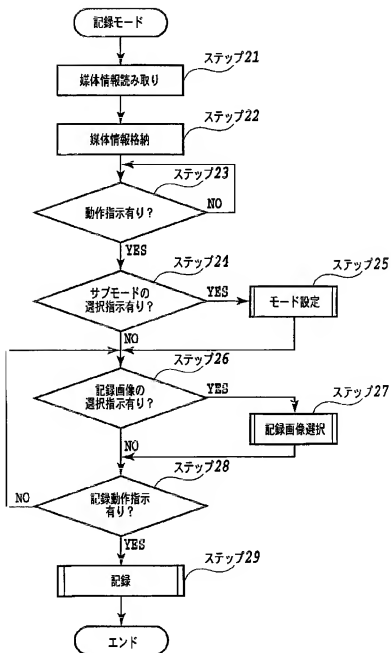 記録モード
ステップ21
媒体情報読み取り
ステップ22
媒体情報格納
ステップ23
動作指示有り?
NO
YES
ステップ24
サブモードの
選択指示有り?
YES
ステップ25
モード設定
NO
ステップ26
記録画像の
選択指示有り?
YES
ステップ27
記録画像選択
NO
ステップ28
記録動作指示
有り?
NO
YES
ステップ29
記録
エンド